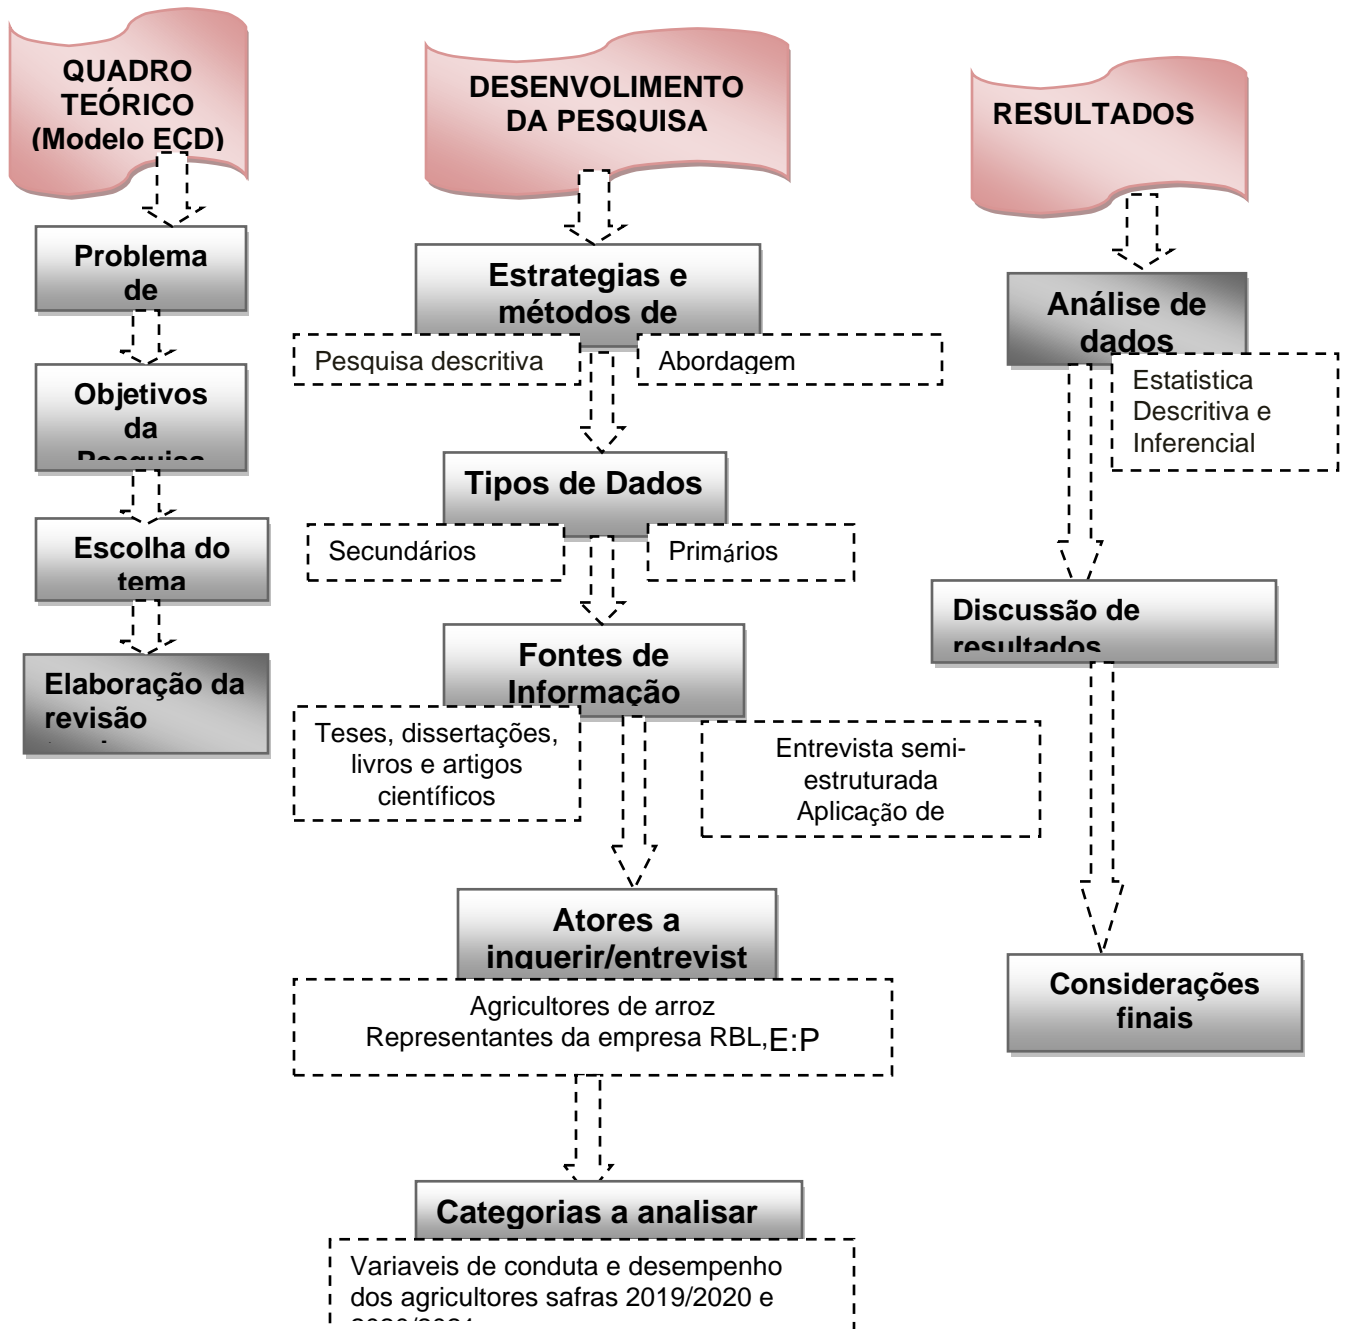 QUADRO
TEÓRICO
(Modelo ECD)
Problema
de
Objetivos
da
Pesquisa
Escolha do
tema
Elaboração da
revisão
DESENVOLIMENTO
DA PESQUISA
Estrategias e
métodos de
Pesquisa descritiva
Abordagem
Tipos de Dados
Secundários
Primários
Fontes de
Informação
Teses, dissertações,
livros e artigos
científicos
Entrevista semi-
estruturada
Aplicação de
Atores a
inquerir/entrevist
Agricultores de arroz
Representantes da empresa RBL,E:P
Categorias a analisar
Variaveis de conduta e desempenho
dos agricultores safras 2019/2020 e
2020/2021
RESULTADOS
Análise de
dados
Estatistica
Descritiva e
Inferencial
Discussão de
resultados
Considerações
finais